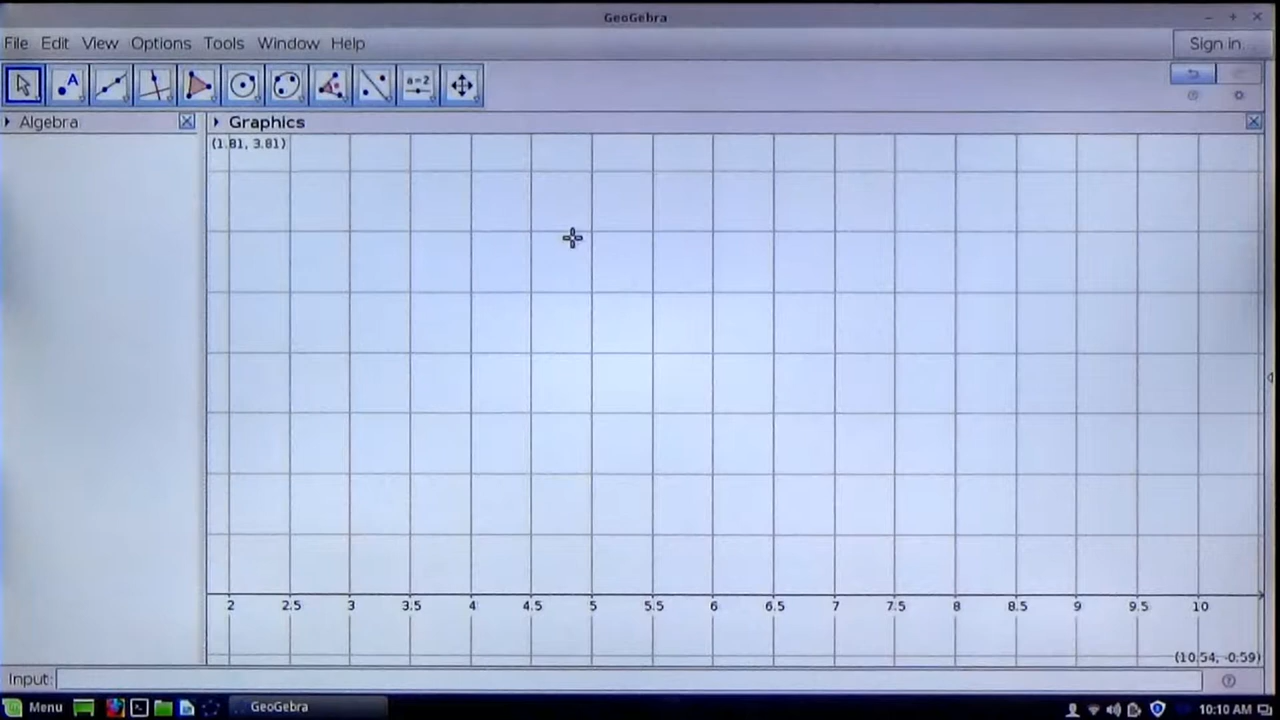 GeoGebra
File Edit View Options Tools Window Help
Sign in
A
a=2
Algebra
Graphics
(1.81, 3.81)
2 2.5 3 3.5 4 4.5 5 5.5 6 6.5 7 7.5 8 8.5 9 9.5 10
(10.54, -0.59)
Input:
Menu GeoGebra 10:10 AM